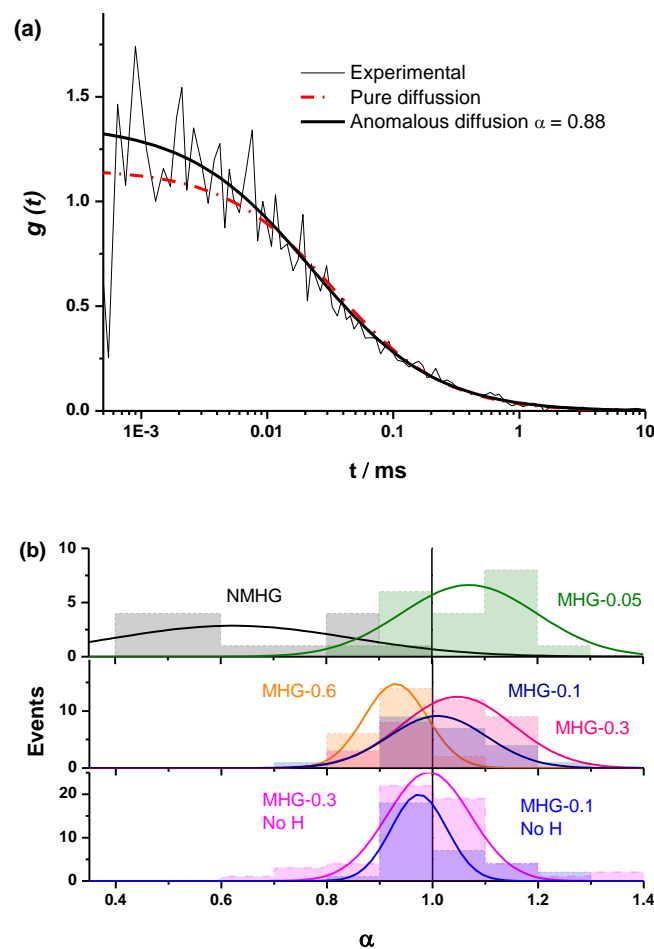 (a)
Experimental
Pure diffussion
Anomalous diffusion α = 0.88
1.5
1.0
0.5
0.0
g (t)
1E-3 0.01 0.1 1 10
t / ms
(b)
10
5
0
NMHG
MHG-0.05
10
0
MHG-0.6
MHG-0.1
MHG-0.3
20
10
0
MHG-0.3
No H
MHG-0.1
No H
Events
0.4 0.6 0.8 1.0 1.2 1.4
α